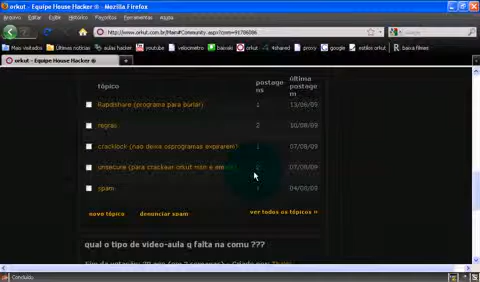 orkut - Equipe House Hacker ® - Mozilla Firefox
Arquivo Editar Exibir Histórico Favoritos Ferramentas Ajuda
http://www.orkut.com.br/Main#Community.aspx?cmm=91786086
Mais visitados Últimas notícias aulas hacker youtube velocimetro baixaki orkut 4shared proxy google estilos orkut baixa filmes
orkut - Equipe House Hacker ®
tópico postagens última postagem
Rapdishare (programa para burlar) 1 13/08/09
regras 2 10/08/09
cracklock (nao deixa osprogramas expirarem) 1 07/08/09
unsecure (para crackear orkut msn e em 07/08/09
spam 1 04/08/09
novo tópico denunciar spam ver todos os tópicos »
qual o tipo de video-aula q falta na comu ???
Concluído